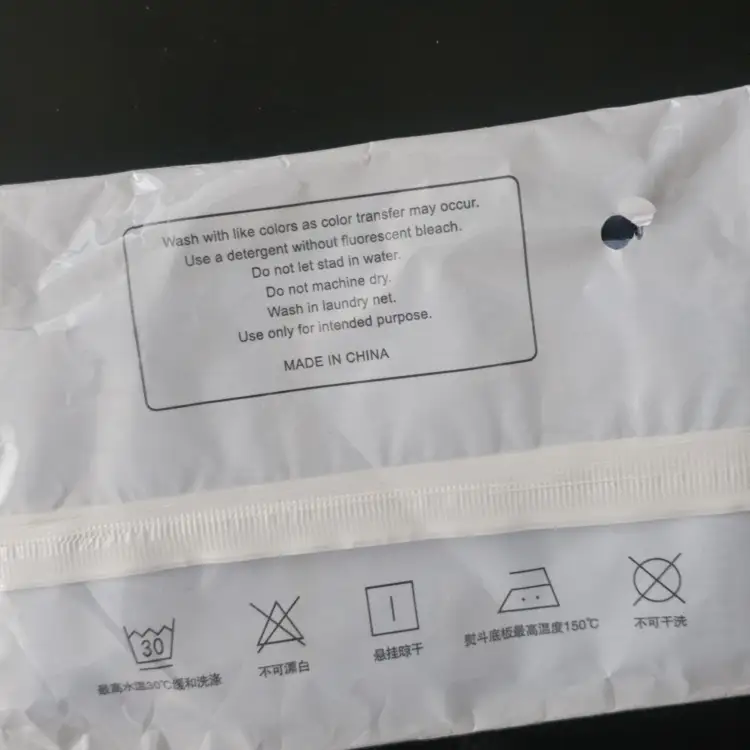 Wash with like colors as color transfer may occur.
Use a detergent without fluorescent bleach.
Do not let stad in water.
Do not machine dry.
Wash in laundry net.
Use only for intended purpose.
MADE IN CHINA
30
最高水温30℃缓和洗涤
不可漂白
悬挂晾干
熨斗底板最高温度150℃
不可干洗